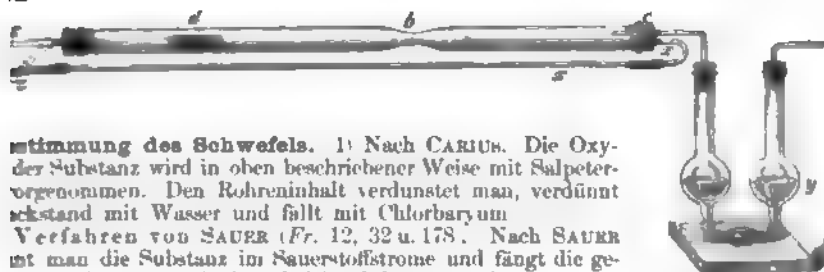 d b c
x
y
stimmung des Schwefels. 1) Nach CARIUS. Die Oxy-
der Substanz wird in oben beschriebener Weise mit Salpeter-
vorgenommen. Den Rohreninhalt verdunstet man, verdünnt
ckstand mit Wasser und fällt mit Chlorbaryum
Verfahren von SAUER (Fr. 12, 32 u. 178. Nach SAUER
nt man die Substanz im Sauerstoffstrome und fängt die ge-